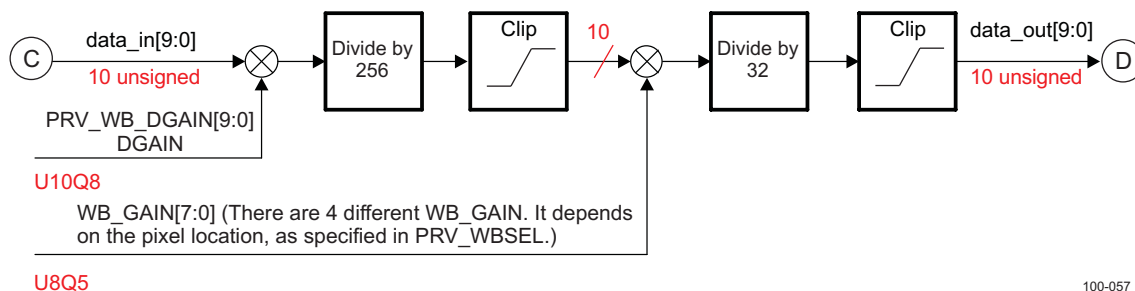 C
data_in[9:0]
10 unsigned
PRV_WB_DGAIN[9:0]
DGAIN
U10Q8
Divide by
256
Clip
10
Divide by
32
Clip
data_out[9:0]
10 unsigned
D
WB_GAIN[7:0] (There are 4 different WB_GAIN. It depends
on the pixel location, as specified in PRV_WBSEL.)
U8Q5
100-057